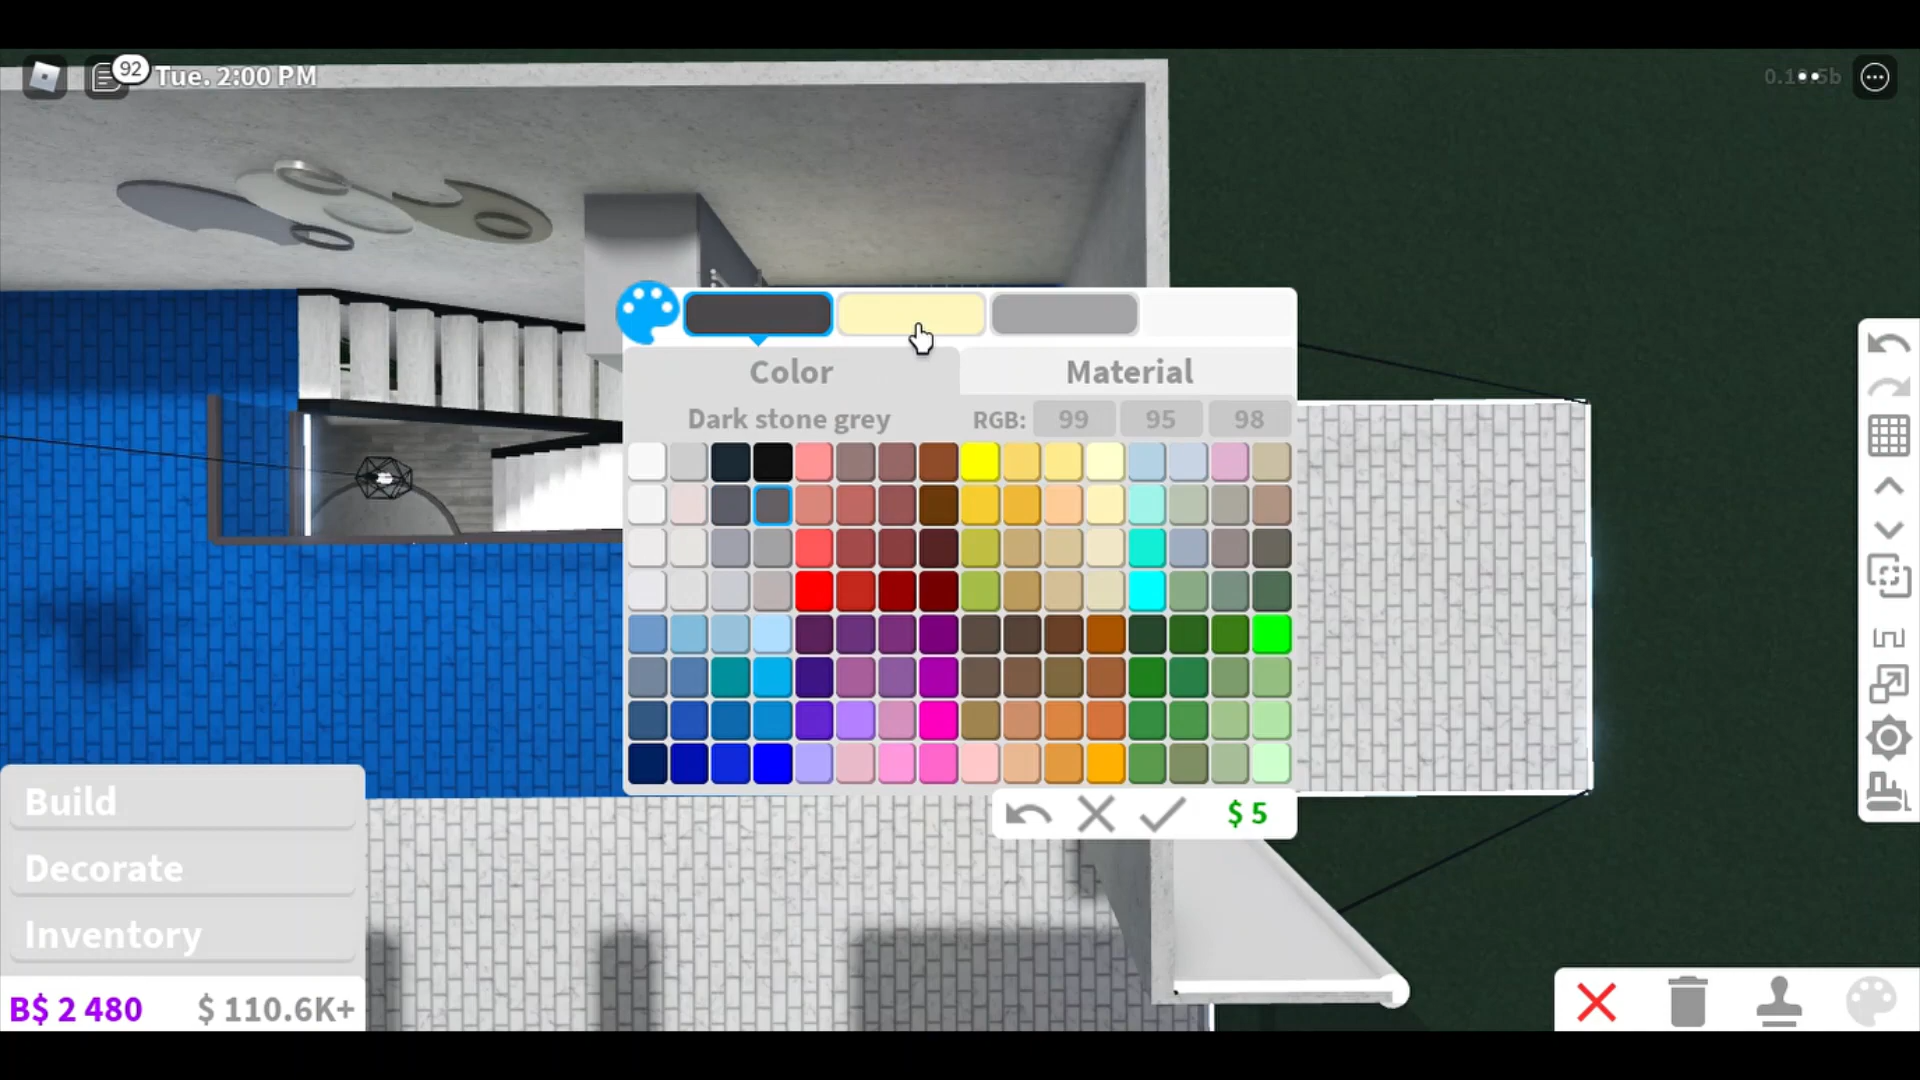 92
Tue. 2:00 PM
Color
Material
Dark stone grey
RGB: 99 95 98
$ 5
Build
Decorate
Inventory
B$ 2 480
$ 110.6K+